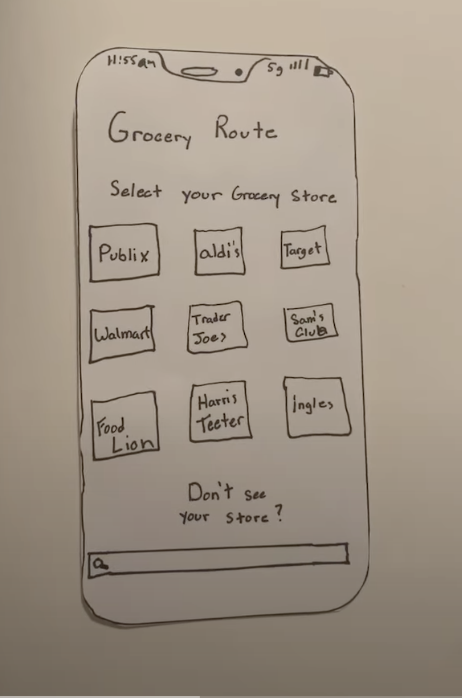 11:55am 5g
Grocery Route
Select your Grocery Store
Publix aldi's Target
Walmart Trader Joes Sam's Club
Food Lion Harris Teeter Ingles
Don't see
your store?